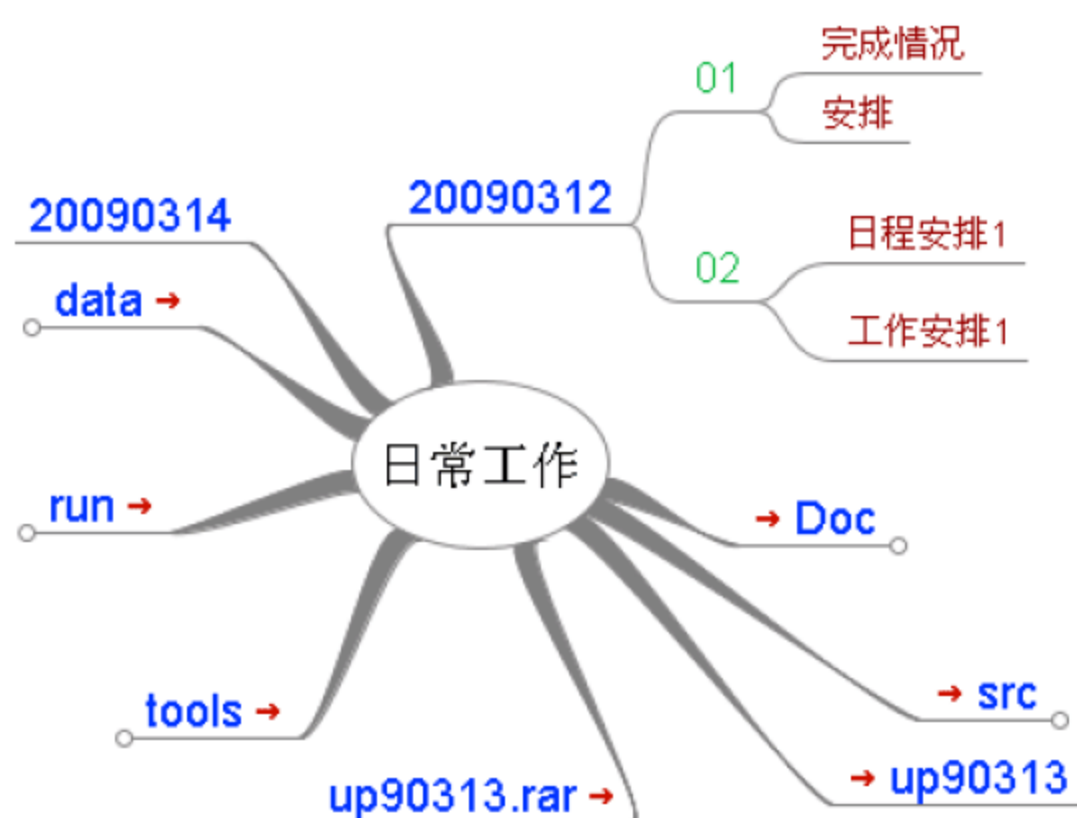 完成情况
01
安排
20090312
20090314
日程安排1
02
data
工作安排1
日常工作
run
Doc
src
tools
up90313
up90313.rar